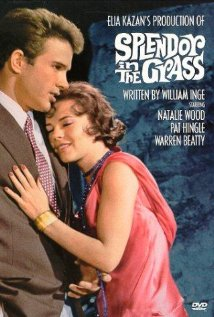 ELIA KAZAN'S PRODUCTION OF
SPLENDOR
in
THE GRASS
WRITTEN BY WILLIAM INGE
STARRING
NATALIE WOOD
PAT HINGLE
WARREN BEATTY
DVD